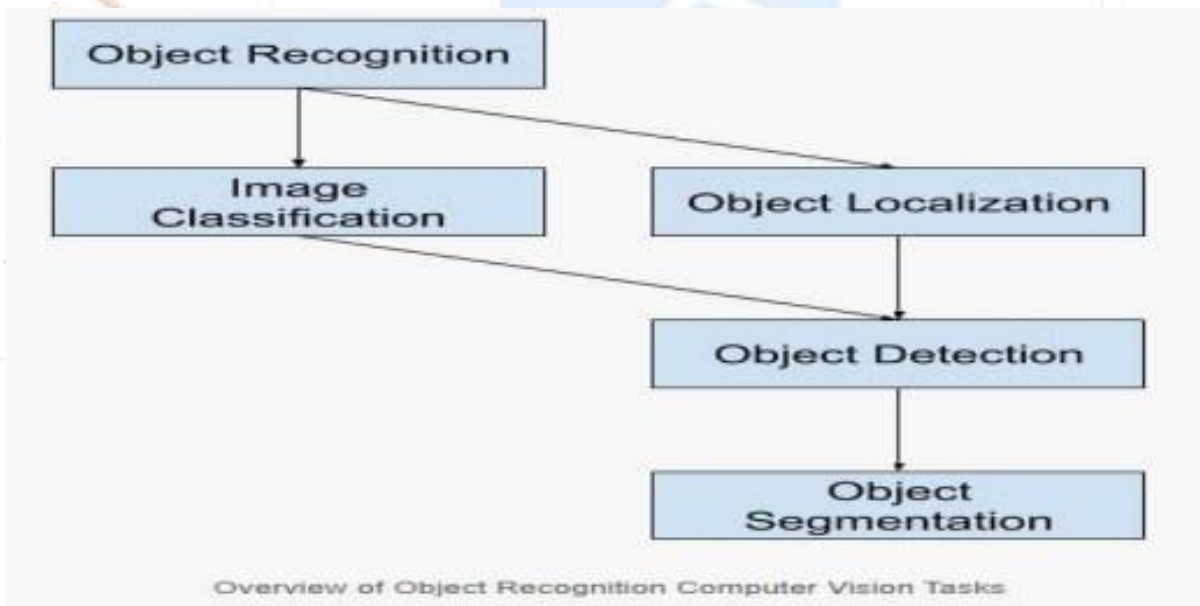 Object Recognition
Image
Classification
Object Localization
Object Detection
Object
Segmentation
Overview of Object Recognition Computer Vision Tasks